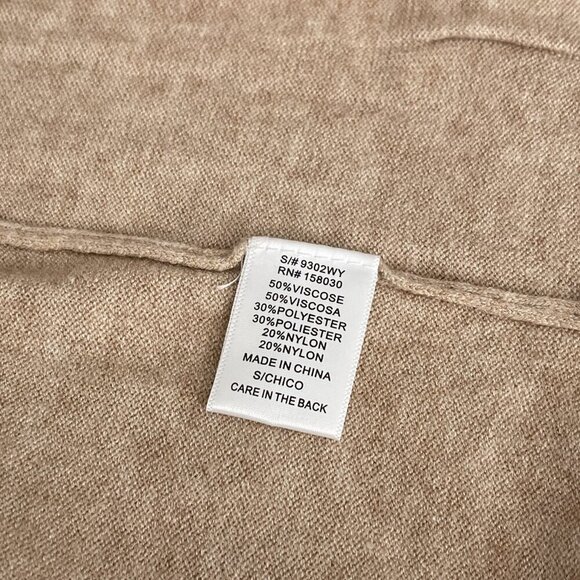 S/# 9302WY
RN# 158030
50%VISCOSE
50%VISCOSA
30%POLYESTER
30%POLIESTER
20%NYLON
20%NYLON
MADE IN CHINA
S/CHICO
CARE IN THE BACK